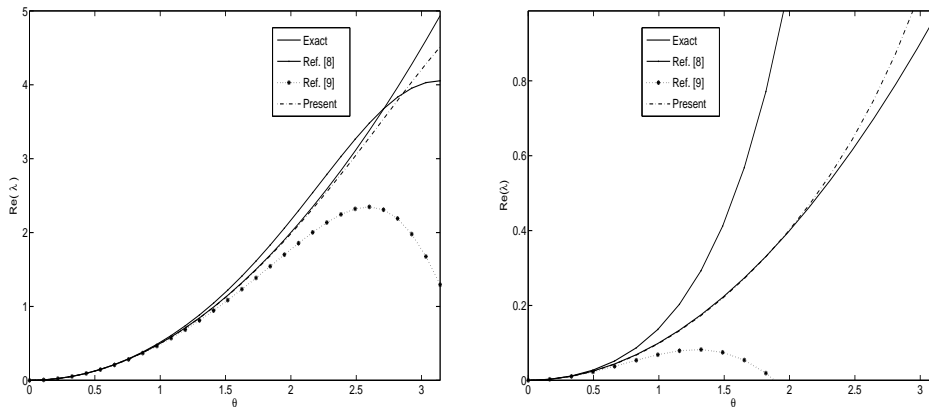 5
4
3
2
1
0
0
0.5
1
1.5
2
2.5
3
Re( λ )
θ
Exact
Ref. [8]
Ref. [9]
Present
0.8
0.6
0.4
0.2
0
0
0.5
1
1.5
2
2.5
3
Re(λ)
θ
Exact
Ref. [8]
Ref. [9]
Present